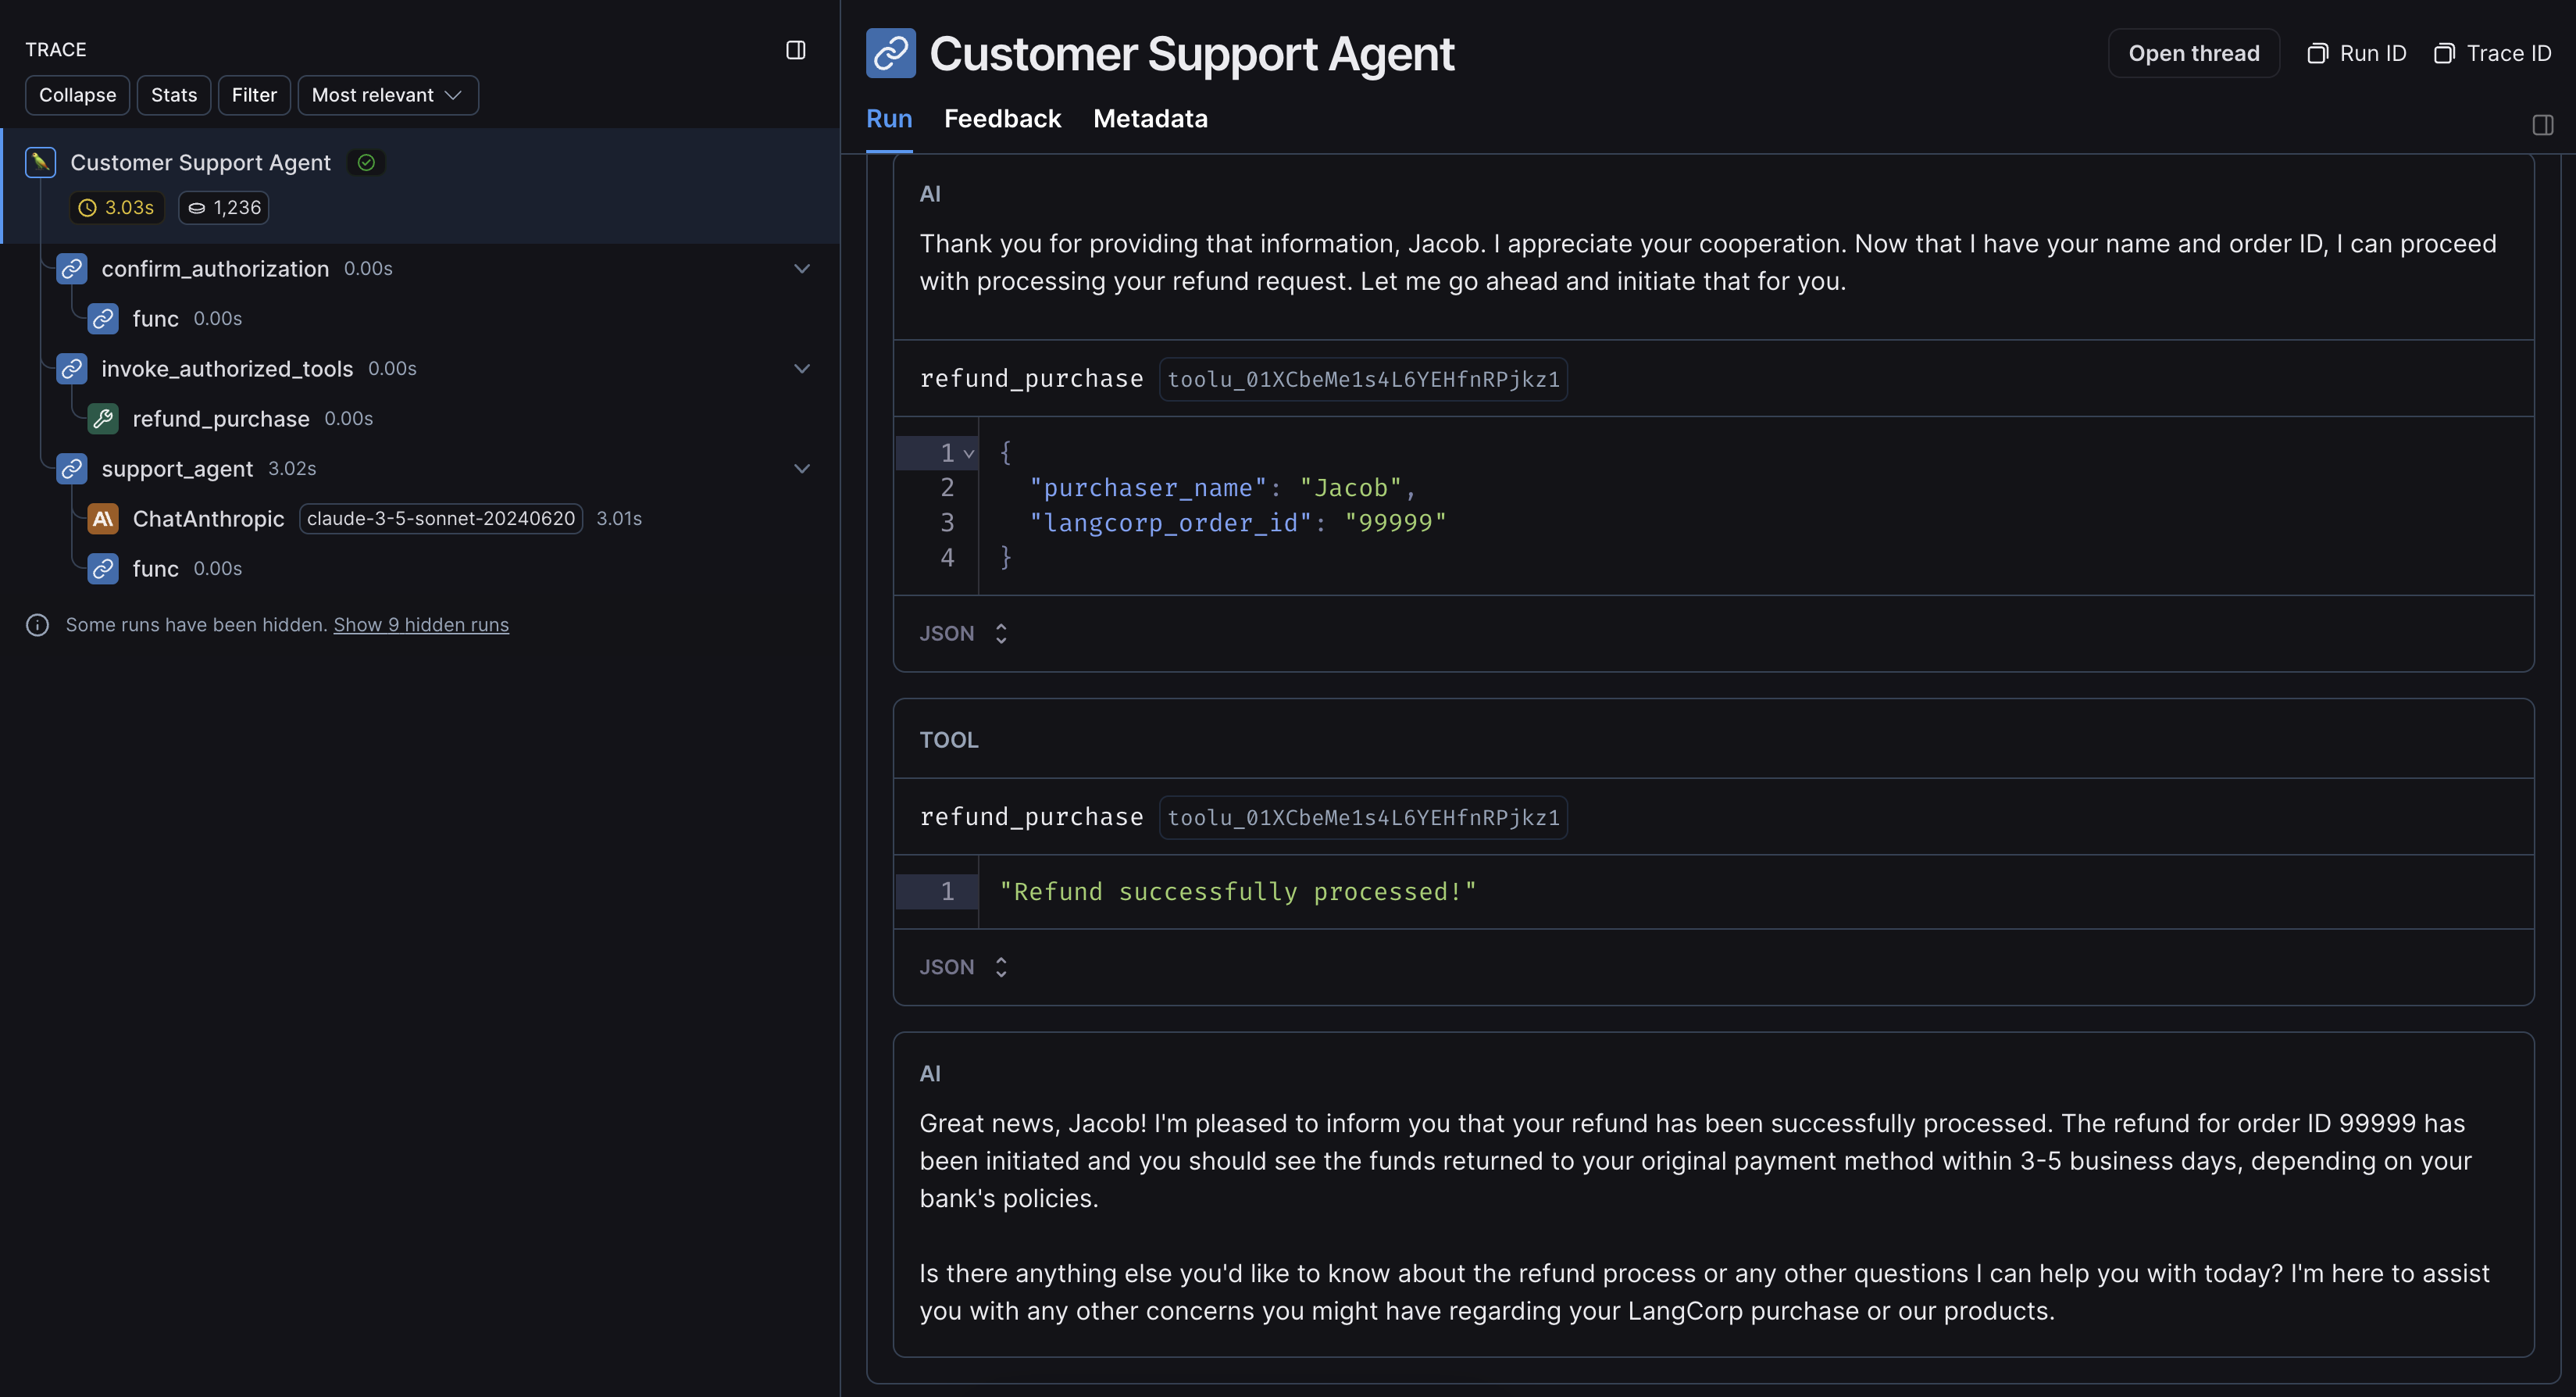 TRACE
Collapse Stats Filter Most relevant
Customer Support Agent
3.03s 1,236
confirm_authorization 0.00s
func 0.00s
invoke_authorized_tools 0.00s
refund_purchase 0.00s
support_agent 3.02s
ChatAnthropic claude-3-5-sonnet-20240620 3.01s
func 0.00s
Some runs have been hidden. Show 9 hidden runs
Customer Support Agent
Open thread Run ID Trace ID
Run Feedback Metadata
AI
Thank you for providing that information, Jacob. I appreciate your cooperation. Now that I have your name and order ID, I can proceed
with processing your refund request. Let me go ahead and initiate that for you.
refund_purchase toolu_01XCbeMe1s4L6YEHfnRPjkz1
1 {
2 "purchaser_name": "Jacob",
3 "langcorp_order_id": "99999"
4 }
JSON
TOOL
refund_purchase toolu_01XCbeMe1s4L6YEHfnRPjkz1
1 "Refund successfully processed!"
JSON
AI
Great news, Jacob! I'm pleased to inform you that your refund has been successfully processed. The refund for order ID 99999 has
been initiated and you should see the funds returned to your original payment method within 3-5 business days, depending on your
bank's policies.
Is there anything else you'd like to know about the refund process or any other questions I can help you with today? I'm here to assist
you with any other concerns you might have regarding your LangCorp purchase or our products.